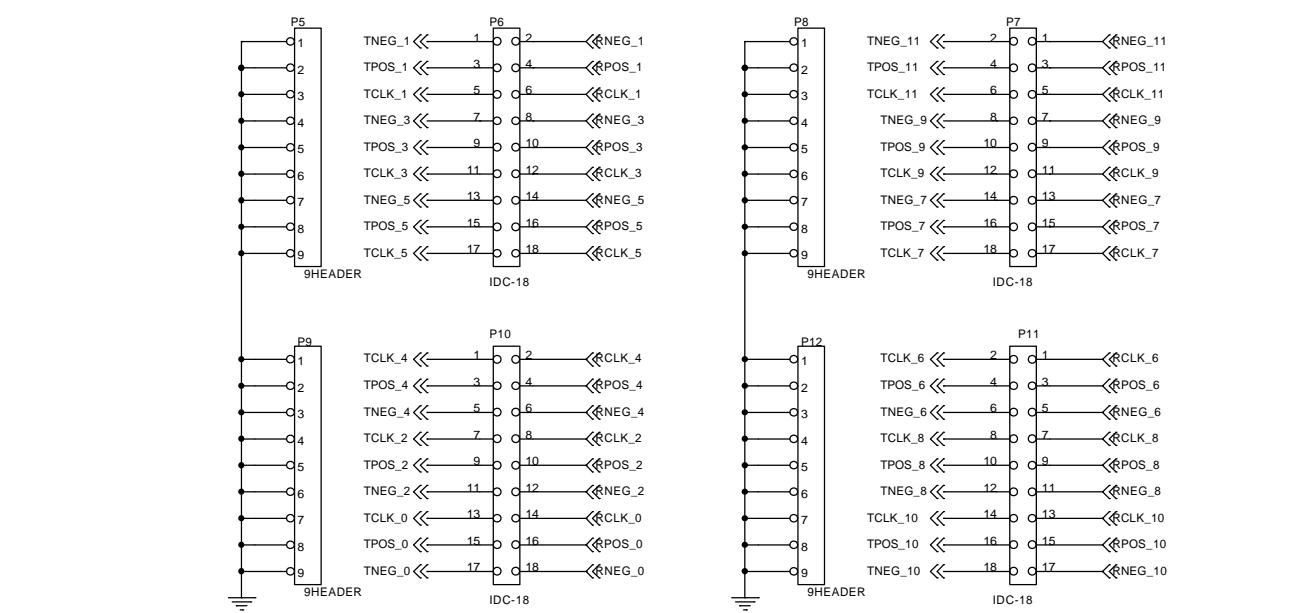 P5 P6 P8 P7
1 TNEG_1 1 2 RNEG_1 1 TNEG_11 2 1 RNEG_11
2 TPOS_1 3 4 RPOS_1 2 TPOS_11 4 3 RPOS_11
3 TCLK_1 5 6 RCLK_1 3 TCLK_11 6 5 RCLK_11
4 TNEG_3 7 8 RNEG_3 4 TNEG_9 8 7 RNEG_9
5 TPOS_3 9 10 RPOS_3 5 TPOS_9 10 9 RPOS_9
6 TCLK_3 11 12 RCLK_3 6 TCLK_9 12 11 RCLK_9
7 TNEG_5 13 14 RNEG_5 7 TNEG_7 14 13 RNEG_7
8 TPOS_5 15 16 RPOS_5 8 TPOS_7 16 15 RPOS_7
9 TCLK_5 17 18 RCLK_5 9 TCLK_7 18 17 RCLK_7
9HEADER IDC-18 9HEADER IDC-18
P9 P10 P12 P11
1 TCLK_4 1 2 RCLK_4 1 TCLK_6 2 1 RCLK_6
2 TPOS_4 3 4 RPOS_4 2 TPOS_6 4 3 RPOS_6
3 TNEG_4 5 6 RNEG_4 3 TNEG_6 6 5 RNEG_6
4 TCLK_2 7 8 RCLK_2 4 TCLK_8 8 7 RCLK_8
5 TPOS_2 9 10 RPOS_2 5 TPOS_8 10 9 RPOS_8
6 TNEG_2 11 12 RNEG_2 6 TNEG_8 12 11 RNEG_8
7 TCLK_0 13 14 RCLK_0 7 TCLK_10 14 13 RCLK_10
8 TPOS_0 15 16 RPOS_0 8 TPOS_10 16 15 RPOS_10
9 TNEG_0 17 18 RNEG_0 9 TNEG_10 18 17 RNEG_10
9HEADER IDC-18 9HEADER IDC-18